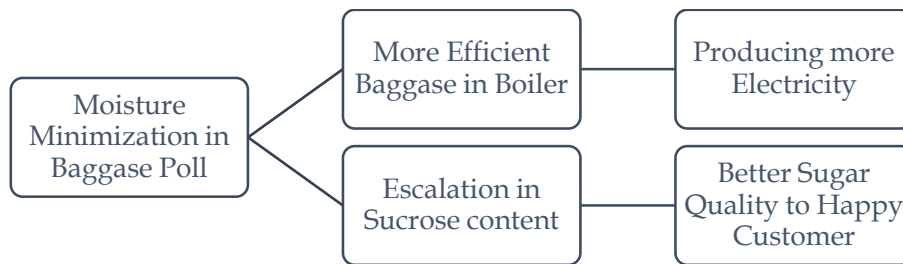 Moisture
Minimization in
Baggase Poll
More Efficient
Baggase in Boiler
Producing more
Electricity
Escalation in
Sucrose content
Better Sugar
Quality to Happy
Customer